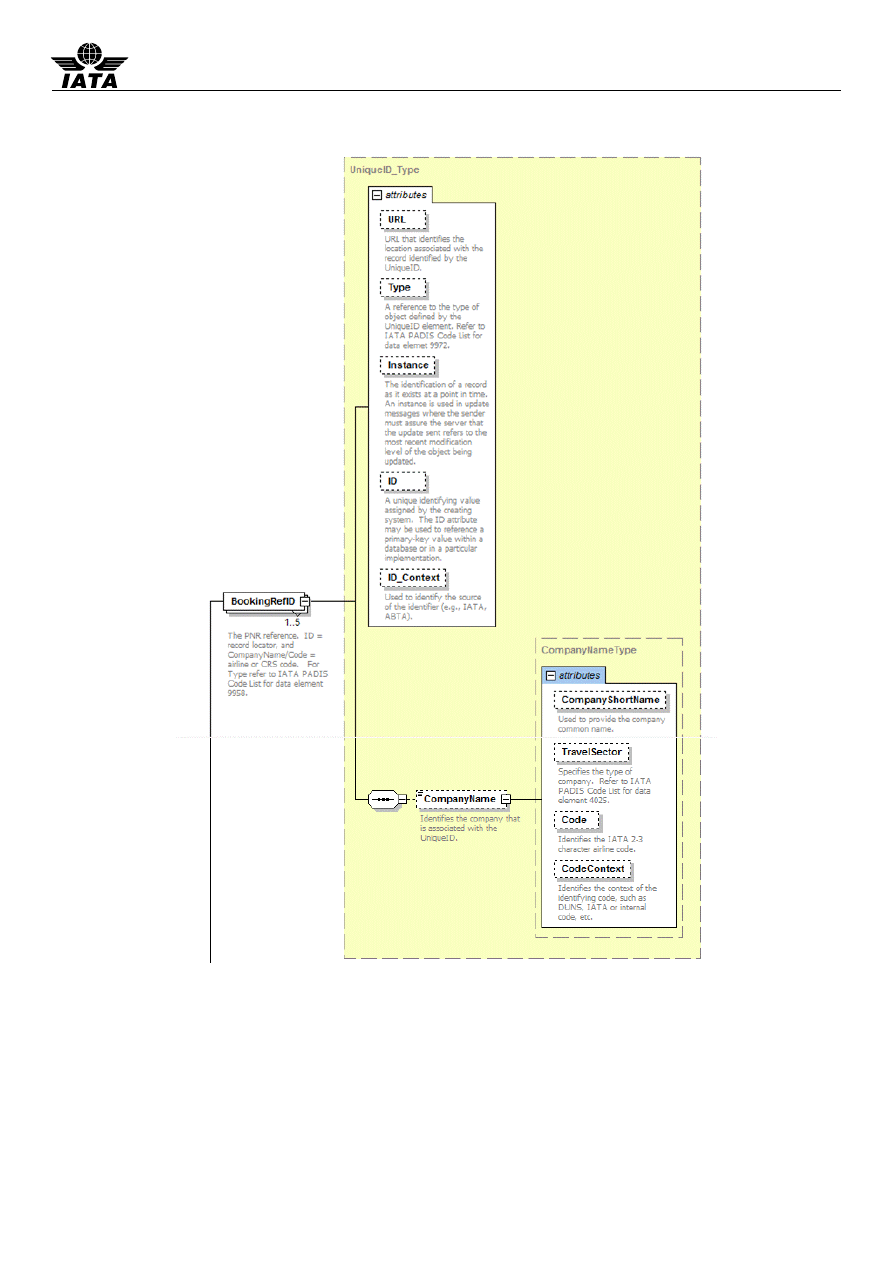 IATA
UniqueID_Type
attributes
URL
URL that identifies the
location associated with the
record identified by the
UniqueID.
Type
A reference to the type of
object defined by the
UniqueID element. Refer to
IATA PADIS Code List for
data elemet 9972.
Instance
The identification of a record
as it exists at a point in time.
An instance is used in update
messages where the sender
must assure the server that
the update sent refers to the
most recent modification
level of the object being
updated.
ID
A unique identifying value
assigned by the creating
system. The ID attribute
may be used to reference a
primary-key value within a
database or in a particular
implementation.
ID_Context
Used to identify the source
of the identifier (e.g., IATA,
ABTA).
BookingRefID
1..5
The PNR reference. ID =
record locator, and
CompanyName/Code =
airline or CRS code. For
Type refer to IATA PADIS
Code List for data element
9958.
CompanyNameType
attributes
CompanyShortName
Used to provide the company
common name.
TravelSector
Specifies the type of
company. Refer to IATA
PADIS Code List for data
element 4025.
CompanyName
Identifies the company that
is associated with the
UniqueID.
Code
Identifies the IATA 2-3
character airline code.
CodeContext
Identifies the context of the
identifying code, such as
DUNS, IATA or internal
code, etc.